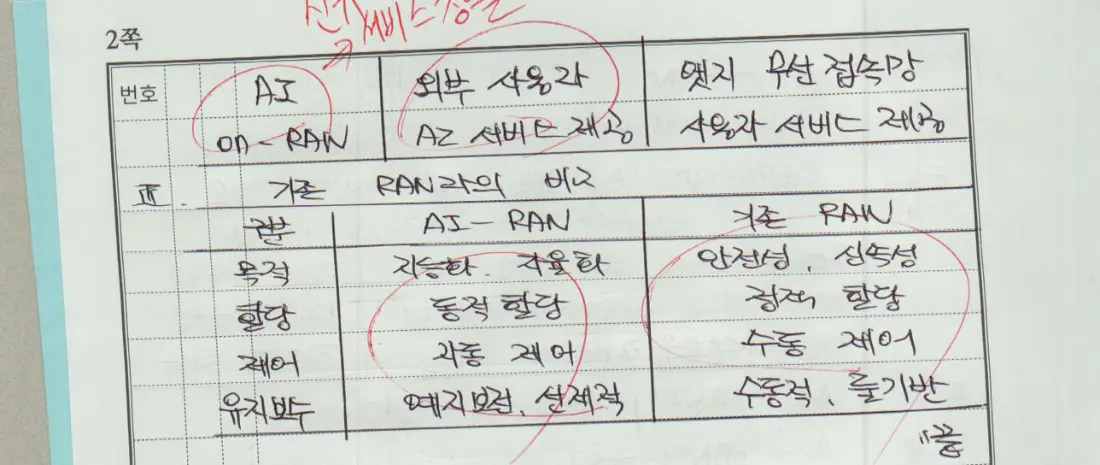 서비스
2쪽
번호 AI 외부 사용자 엣지 무선 접속망
on-RAN AI 서비스 제공 사용자 서비스 제공
Ⅲ. 기존 RAN과의 비교
구분 AI-RAN 기존 RAN
목적 지능화, 자율화 안전성, 신속성
할당 동적 할당 정적 할당
제어 자동 제어 수동 제어
유지보수 예지보전, 선제적 수동적, 룰기반
"끝"